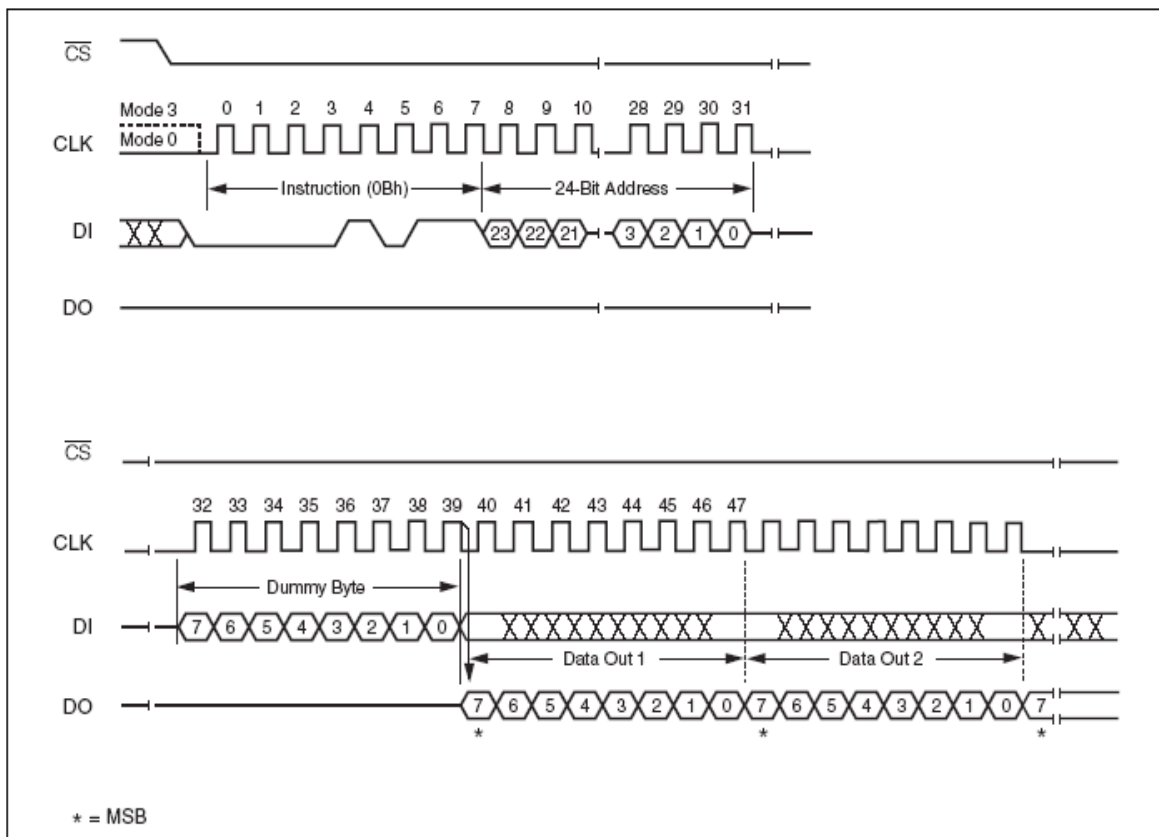 CS
Mode 3 0 1 2 3 4 5 6 7 8 9 10 28 29 30 31
CLK Mode 0
Instruction (0Bh) 24-Bit Address
DI 23 22 21 3 2 1 0
DO
CS
32 33 34 35 36 37 38 39 40 41 42 43 44 45 46 47
CLK
Dummy Byte
DI 7 6 5 4 3 2 1 0
Data Out 1 Data Out 2
DO 7 6 5 4 3 2 1 0 7 6 5 4 3 2 1 0 7
* * *
* = MSB